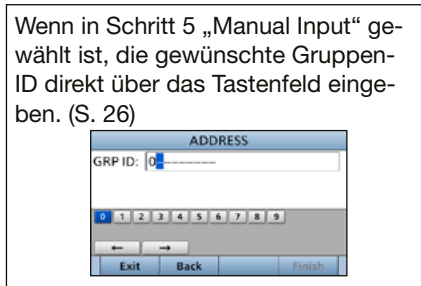 Wenn in Schritt 5 „Manual Input“ ge-
wählt ist, die gewünschte Gruppen-
ID direkt über das Tastenfeld einge-
ben. (S. 26)
ADDRESS
GRP ID: 0--------
0 1 2 3 4 5 6 7 8 9
← →
Exit Back Finish